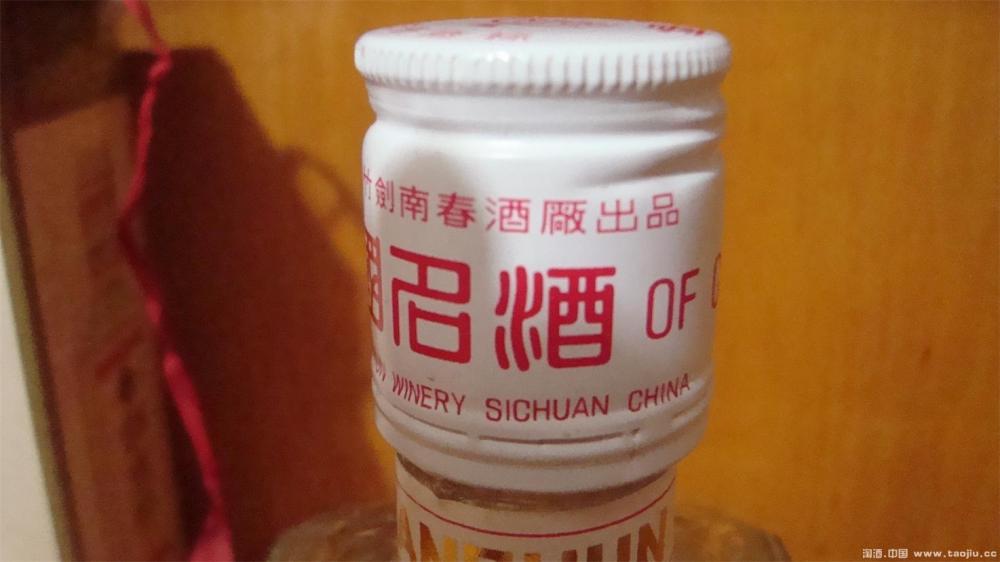 竹劍南春酒廠出品
名酒 OF
WINERY SICHUAN CHINA
淘酒.中国 www.taojiu.cc